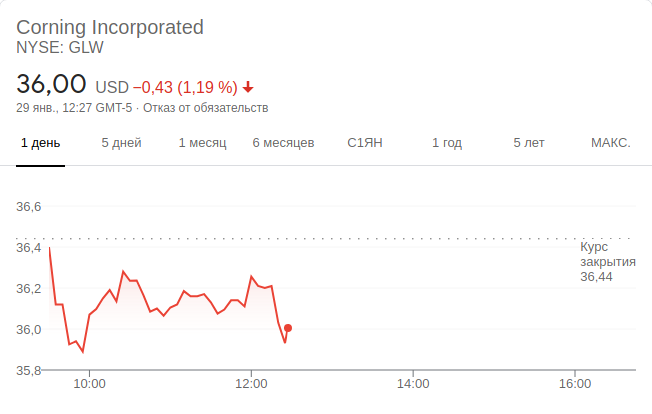 Corning Incorporated
NYSE: GLW
36,00 USD −0,43 (1,19 %)
29 янв., 12:27 GMT-5 · Отказ от обязательств
1 день 5 дней 1 месяц 6 месяцев С1ЯН 1 год 5 лет МАКС.
36,6
36,4
36,2
36,0
35,8
Курс
закрытия
36,44
10:00 12:00 14:00 16:00